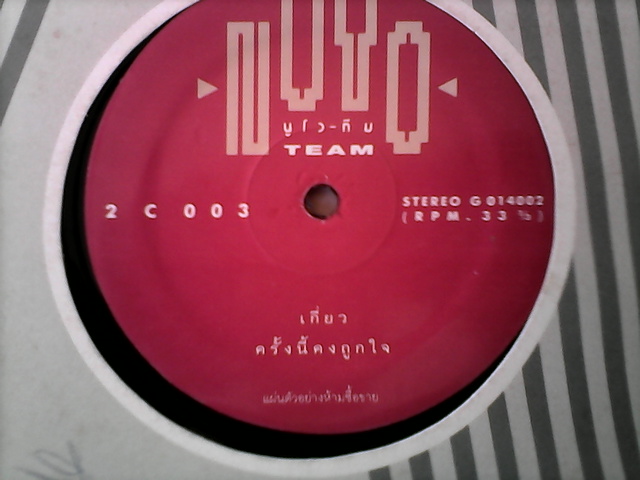 NUVO
นูโว-ทีม
TEAM
2 C 003
STEREO G 014002
(RPM. 33 ⅓)
เกี่ยว
ครั้งนี้คงถูกใจ
แผ่นตัวอย่างห้ามซื้อขาย